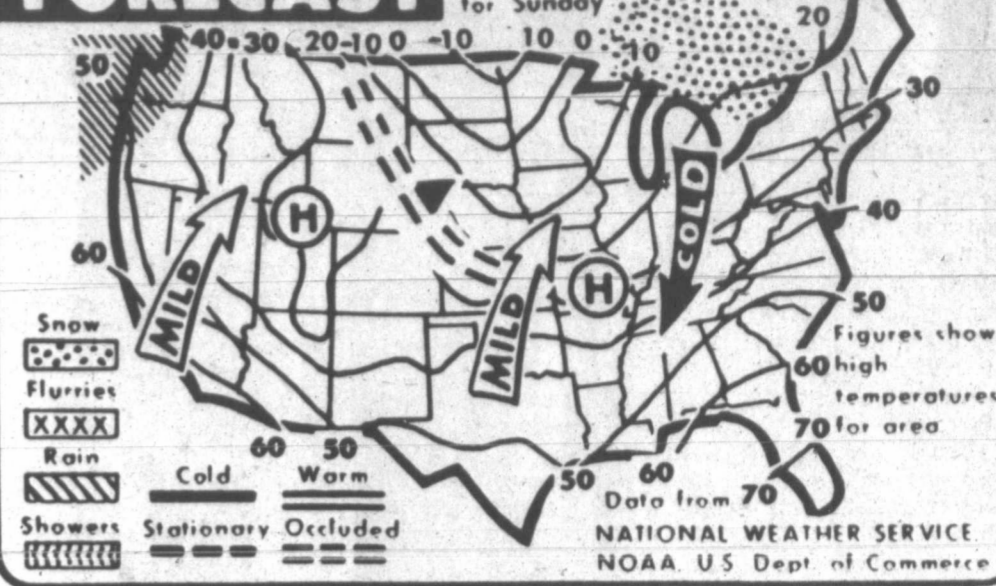 FORECAST for Sunday
20
40 30 20 -10 0 -10 10 0 -10
50
30
H
COLD
40
60
MILD
H
MILD
50
Snow
Figures show
Flurries
60 high
temperatures
XXXX
70 for area
Rain
60 50
Cold Warm
50 60
Data from 70
Showers Stationary Occluded
NATIONAL WEATHER SERVICE.
NOAA. U.S. Dept. of Commerce